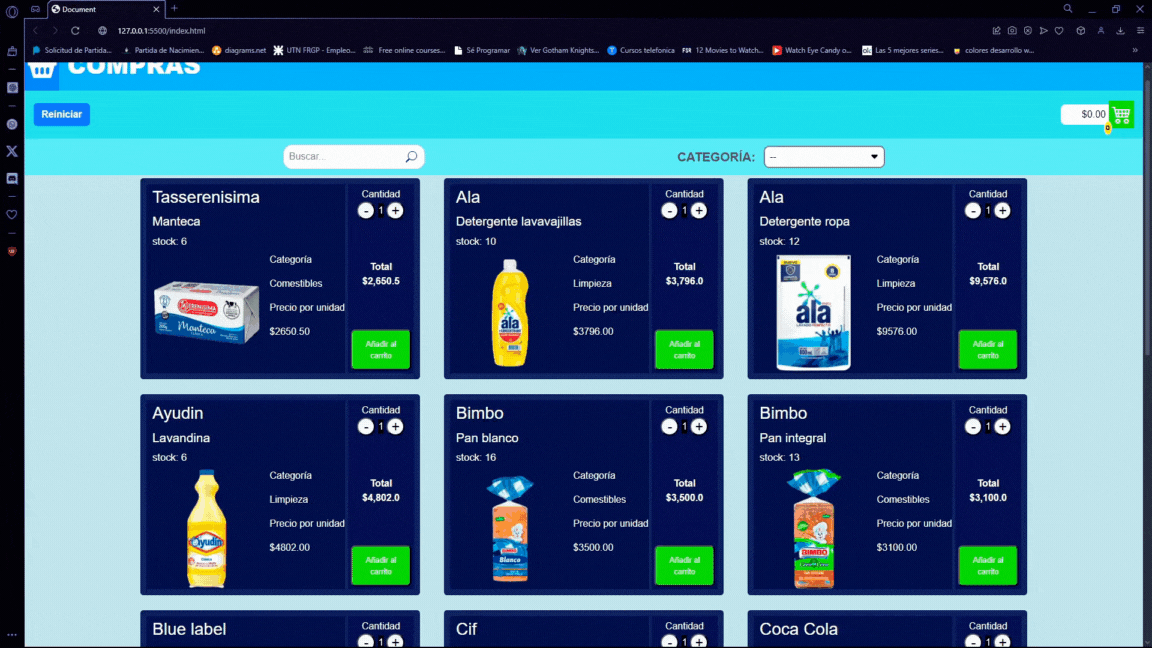 Document
127.0.0.1:5500/index.html
Solicitud de Partida...
Partida de Nacimien...
diagrams.net
UTN FRGP - Empleo...
Free online courses...
Sé Programar
Ver Gotham Knights...
Cursos telefonica
12 Movies to Watch...
Watch Eye Candy o...
Las 5 mejores series...
colores desarrollo w...
COMPRAS
Reiniciar
$0.00
0
Buscar...
CATEGORÍA:
--
Tasserenisima
Manteca
stock: 6
Categoría
Comestibles
Precio por unidad
$2650.50
Cantidad
- 1 +
Total
$2,650.5
Añadir al
carrito
Manteca
Ala
Detergente lavavajillas
stock: 10
Categoría
Limpieza
Precio por unidad
$3796.00
Cantidad
- 1 +
Total
$3,796.0
Añadir al
carrito
ala
Ala
Detergente ropa
stock: 12
Categoría
Limpieza
Precio por unidad
$9576.00
Cantidad
- 1 +
Total
$9,576.0
Añadir al
carrito
ala
Ayudin
Lavandina
stock: 6
Categoría
Limpieza
Precio por unidad
$4802.00
Cantidad
- 1 +
Total
$4,802.0
Añadir al
carrito
Ayudin
Bimbo
Pan blanco
stock: 16
Categoría
Comestibles
Precio por unidad
$3500.00
Cantidad
- 1 +
Total
$3,500.0
Añadir al
carrito
BIMBO
Blanco
Bimbo
Pan integral
stock: 13
Categoría
Comestibles
Precio por unidad
$3100.00
Cantidad
- 1 +
Total
$3,100.0
Añadir al
carrito
BIMBO
Blue label
Cantidad
- 1 +
Cif
Cantidad
- 1 +
Coca Cola
Cantidad
- 1 +